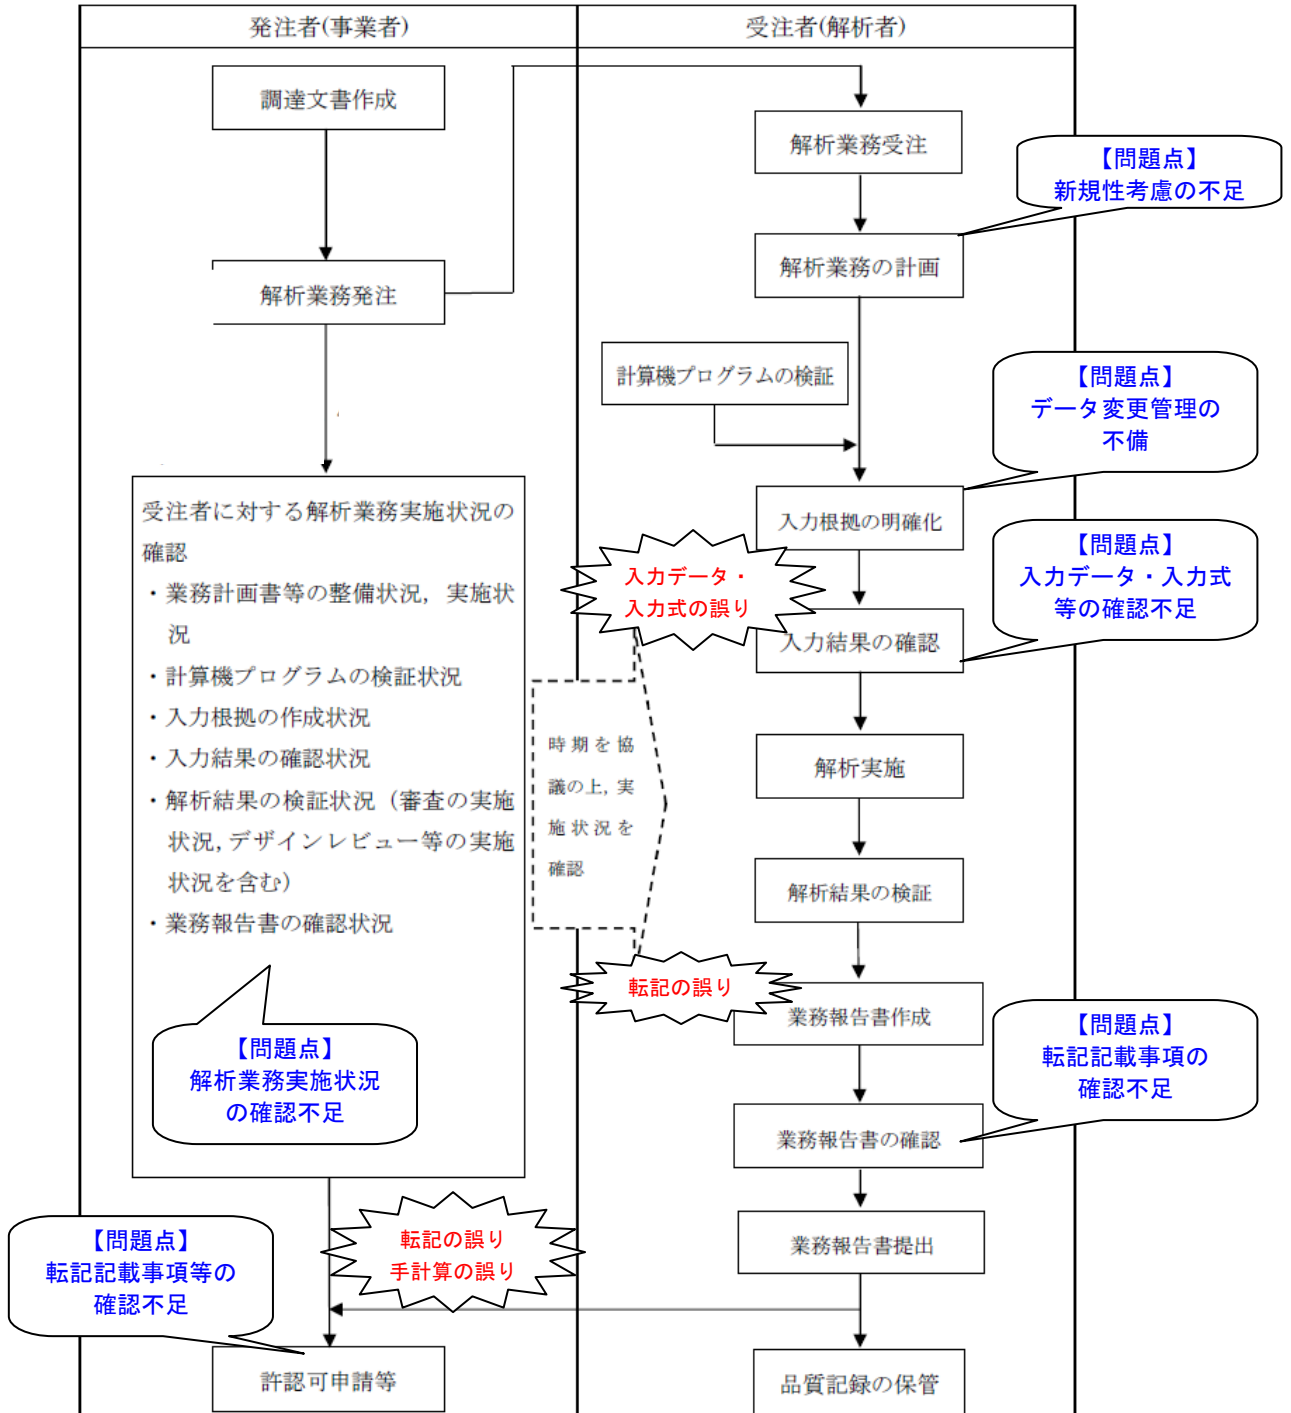 発注者(事業者)
受注者(解析者)
調達文書作成
解析業務発注
受注者に対する解析業務実施状況の
確認
・業務計画書等の整備状況，実施状
況
・計算機プログラムの検証状況
・入力根拠の作成状況
・入力結果の確認状況
・解析結果の検証状況（審査の実施
状況，デザインレビュー等の実施
状況を含む）
・業務報告書の確認状況
【問題点】
解析業務実施状況
の確認不足
【問題点】
転記記載事項等の
確認不足
転記の誤り
手計算の誤り
許認可申請等
時期を協
議の上，実
施状況を
確認
解析業務受注
【問題点】
新規性考慮の不足
解析業務の計画
計算機プログラムの検証
【問題点】
データ変更管理の
不備
入力根拠の明確化
入力データ・
入力式の誤り
【問題点】
入力データ・入力式
等の確認不足
入力結果の確認
解析実施
解析結果の検証
転記の誤り
業務報告書作成
【問題点】
転記記載事項の
確認不足
業務報告書の確認
業務報告書提出
品質記録の保管